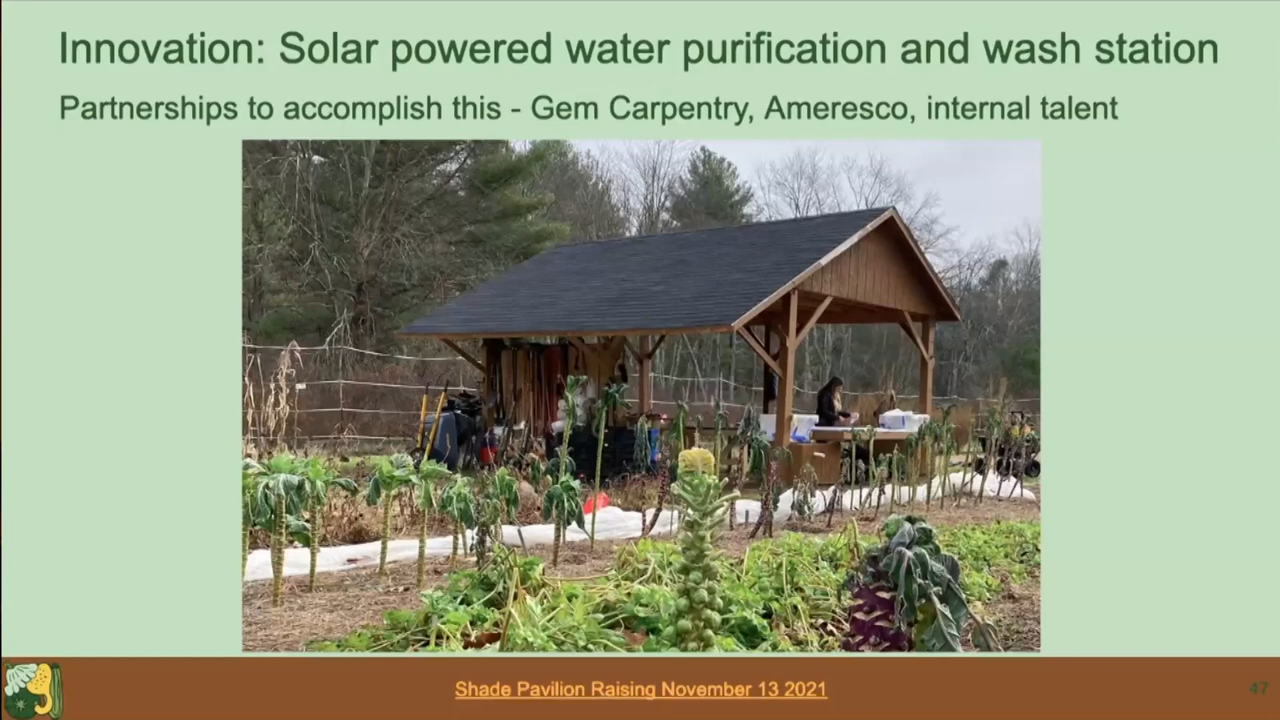 Innovation: Solar powered water purification and wash station
Partnerships to accomplish this - Gem Carpentry, Ameresco, internal talent
Shade Pavilion Raising November 13 2021
47